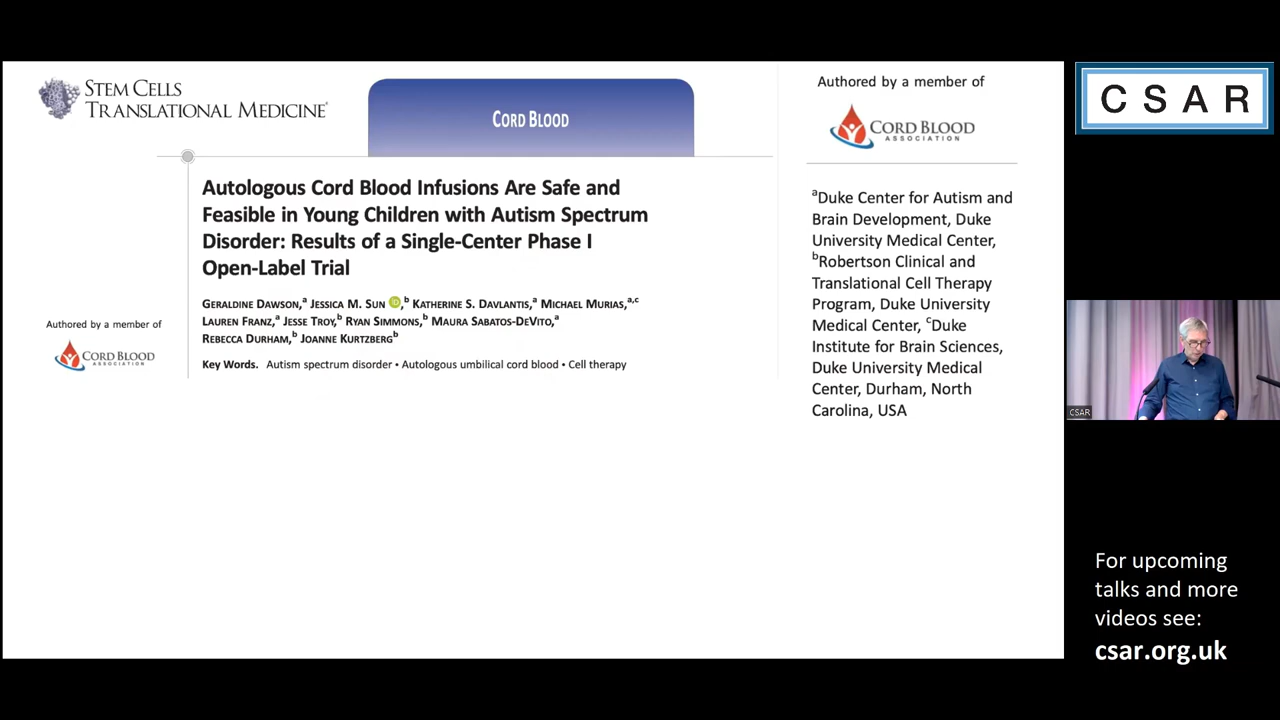 STEM CELLS
TRANSLATIONAL MEDICINE®
CORD BLOOD
Autologous Cord Blood Infusions Are Safe and
Feasible in Young Children with Autism Spectrum
Disorder: Results of a Single-Center Phase I
Open-Label Trial
GERALDINE DAWSON,ᵃ JESSICA M. SUN iD,ᵇ KATHERINE S. DAVLANTIS,ᵃ MICHAEL MURIAS,ᵃ,ᶜ
LAUREN FRANZ,ᵃ JESSE TROY,ᵇ RYAN SIMMONS,ᵇ MAURA SABATOS-DEVITO,ᵃ
REBECCA DURHAM,ᵇ JOANNE KURTZBERGᵇ
Key Words. Autism spectrum disorder • Autologous umbilical cord blood • Cell therapy
Authored by a member of
CORD BLOOD
ASSOCIATION
Authored by a member of
CORD BLOOD
ASSOCIATION
ᵃDuke Center for Autism and
Brain Development, Duke
University Medical Center,
ᵇRobertson Clinical and
Translational Cell Therapy
Program, Duke University
Medical Center, ᶜDuke
Institute for Brain Sciences,
Duke University Medical
Center, Durham, North
Carolina, USA
CSAR
CSAR
For upcoming
talks and more
videos see:
csar.org.uk